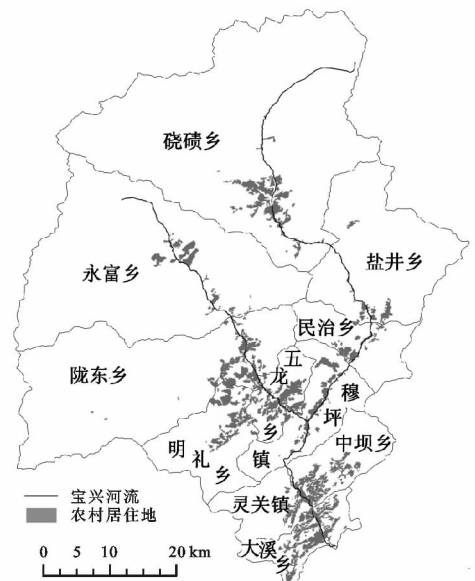 硗碛乡
盐井乡
永富乡
民治乡
陇东乡
五龙乡
穆坪镇
明礼乡
中坝乡
灵关镇
大溪乡
宝兴河流
农村居住地
0 5 10 20 km